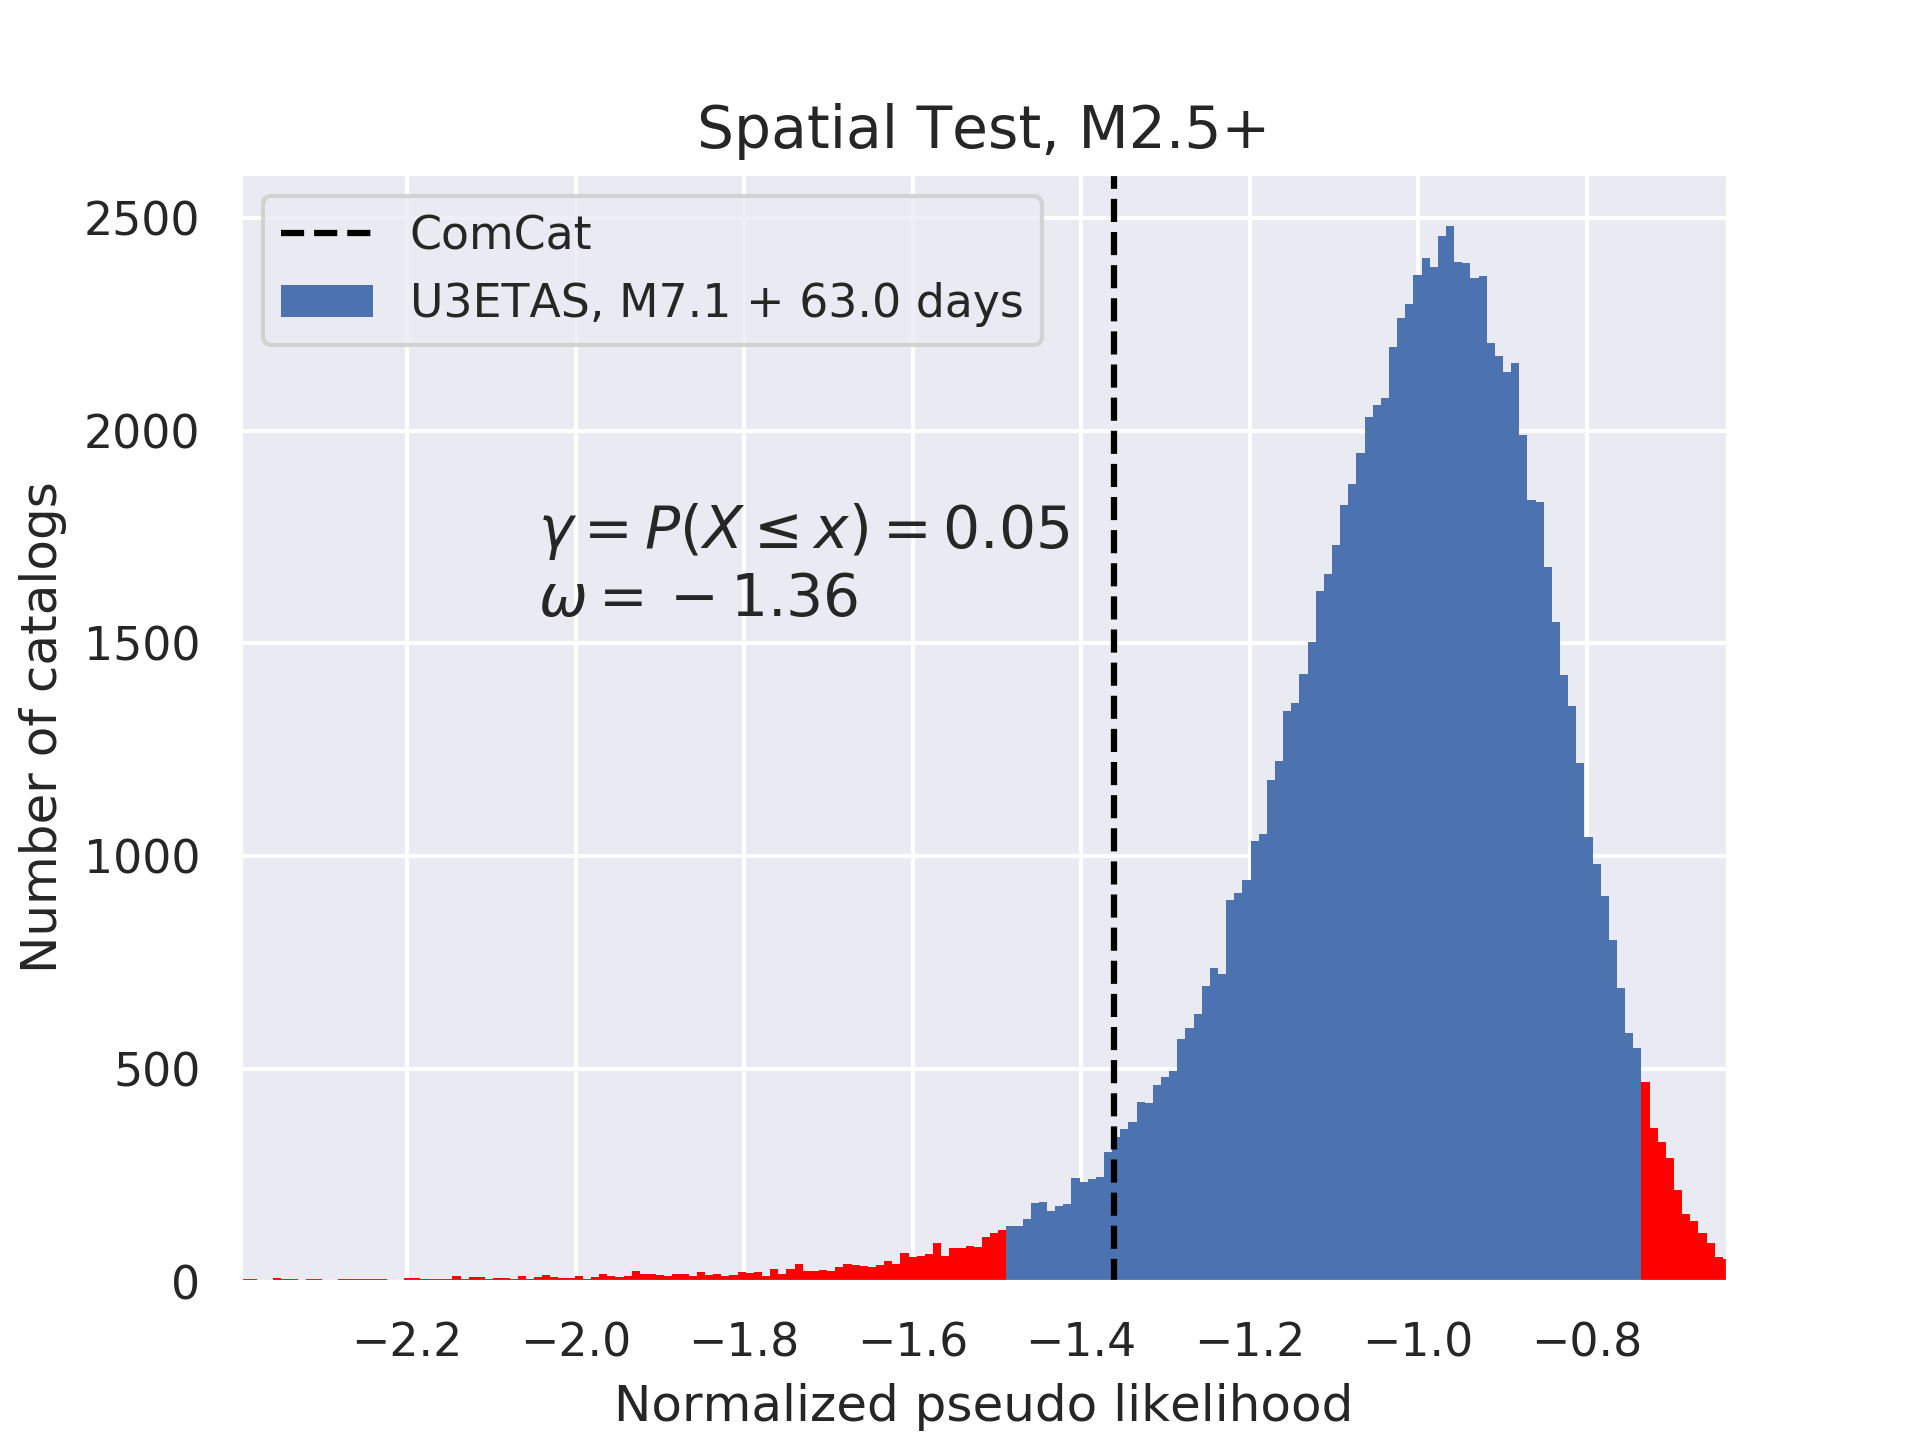 Spatial Test, M2.5+
ComCat
U3ETAS, M7.1 + 63.0 days
γ = P(X ≤ x) = 0.05
ω = −1.36
Number of catalogs
2500
2000
1500
1000
500
0
−2.2 −2.0 −1.8 −1.6 −1.4 −1.2 −1.0 −0.8
Normalized pseudo likelihood